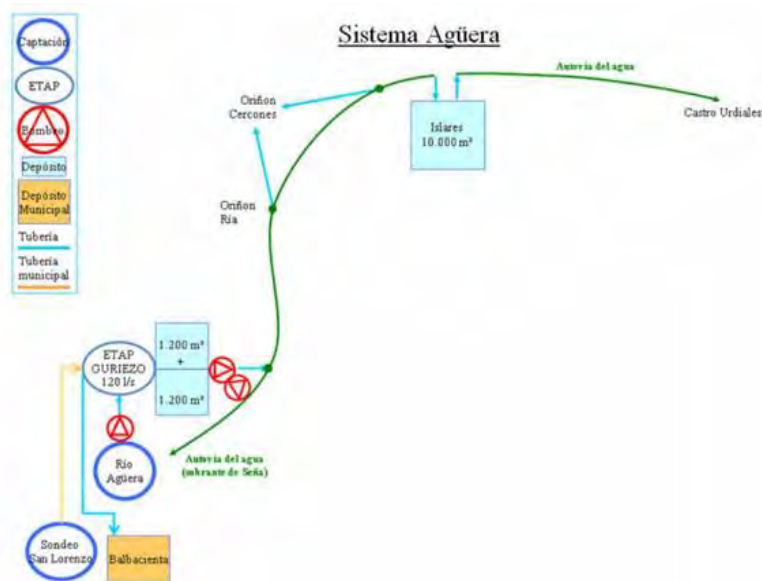 Sistema Agüera
Captación
ETAP
Bombeo
Depósito
Depósito
Municipal
Tubería
Tubería
municipal
Autovía del agua
Castro Urdiales
Islares
10.000 m³
Oriñon
Cercones
Oriñon
Ría
ETAP
GURIEZO
120 l/s
1.200 m³
+
1.200 m³
Río
Agüera
Autovía del agua
(sobrante de Seña)
Sondeo
San Lorenzo
Balbacienta